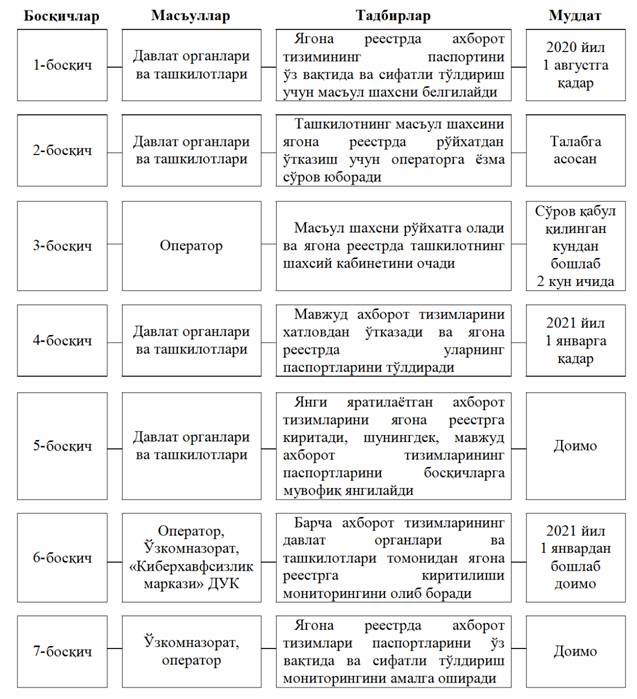 Босқичлар
Масъуллар
Тадбирлар
Муддат
1-босқич
Давлат органлари
ва ташкилотлари
Ягона реестрда ахборот
тизимининг паспортини
ўз вақтида ва сифатли тўлдириш
учун масъул шахсни белгилайди
2020 йил
1 августга
қадар
2-босқич
Давлат органлари
ва ташкилотлари
Ташкилотнинг масъул шахсини
ягона реестрда рўйхатдан
ўтказиш учун операторга ёзма
сўров юборади
Талабга
асосан
3-босқич
Оператор
Масъул шахсни рўйхатга олади
ва ягона реестрда ташкилотнинг
шахсий кабинетини очади
Сўров қабул
қилинган
кундан
бошлаб
2 кун ичида
4-босқич
Давлат органлари
ва ташкилотлари
Мавжуд ахборот тизимларини
хатловдан ўтказади ва ягона
реестрда уларнинг
паспортларини тўлдиради
2021 йил
1 январга
қадар
5-босқич
Давлат органлари
ва ташкилотлари
Янги яратилаётган ахборот
тизимларини ягона реестрга
киритади, шунингдек, мавжуд
ахборот тизимларининг
паспортларини босқичларга
мувофиқ янгилайди
Доимо
6-босқич
Оператор,
Ўзкомназорат,
«Киберхавфсизлик
маркази» ДУК
Барча ахборот тизимларининг
давлат органлари ва
ташкилотлари томонидан ягона
реестрга киритилиши
мониторингини олиб боради
2021 йил
1 январдан
бошлаб
доимо
7-босқич
Ўзкомназорат,
оператор
Ягона реестрда ахборот
тизимлари паспортларини ўз
вақтида ва сифатли тўлдириш
мониторингини амалга оширади
Доимо